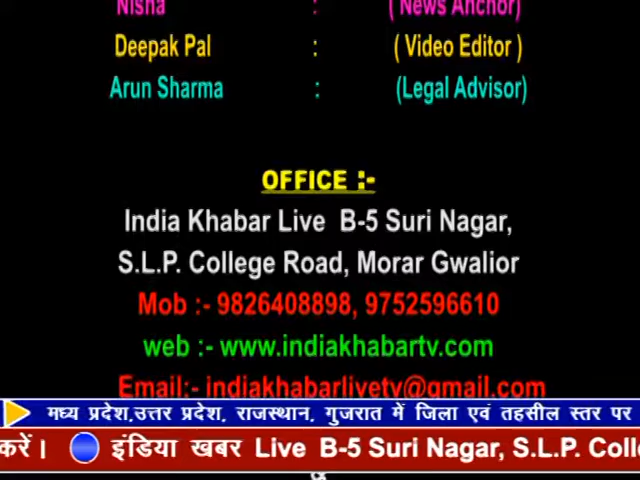 Nisha : ( News Anchor)
Deepak Pal : ( Video Editor )
Arun Sharma : (Legal Advisor)
OFFICE :-
India Khabar Live B-5 Suri Nagar,
S.L.P. College Road, Morar Gwalior
Mob :- 9826408898, 9752596610
web :- www.indiakhabartv.com
Email:- indiakhabarlivetv@gmail.com
मध्य प्रदेश,उत्तर प्रदेश, राजस्थान, गुजरात में जिला एवं तहसील स्तर पर
करें। इंडिया खबर Live B-5 Suri Nagar, S.L.P. Colle